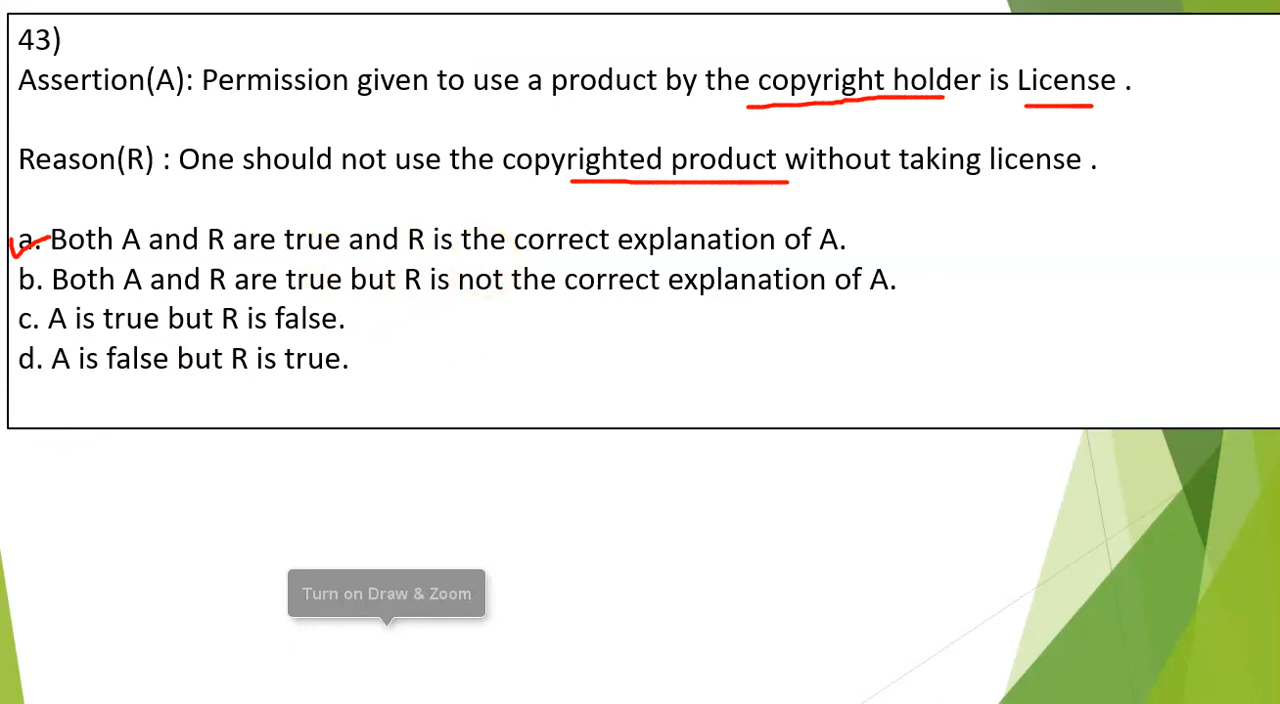 43)
Assertion(A): Permission given to use a product by the copyright holder is License .
Reason(R) : One should not use the copyrighted product without taking license .
a. Both A and R are true and R is the correct explanation of A.
b. Both A and R are true but R is not the correct explanation of A.
c. A is true but R is false.
d. A is false but R is true.
Turn on Draw & Zoom